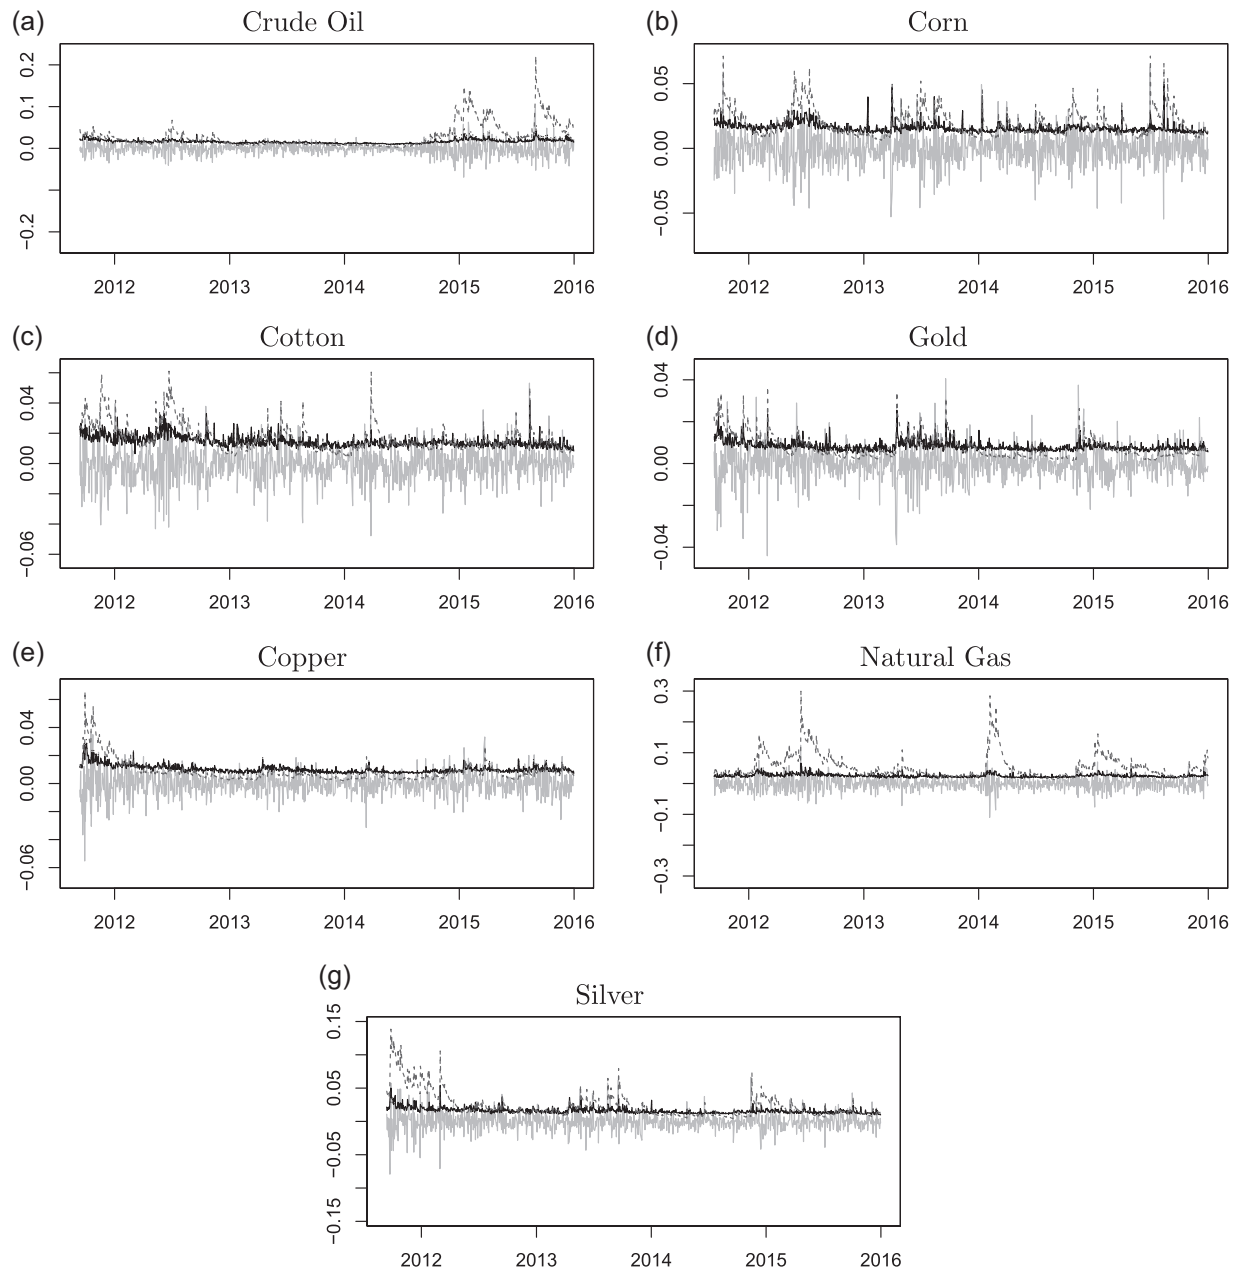 (a) Crude Oil
0.2
0.1
0.0
−0.2
2012 2013 2014 2015 2016
(b) Corn
0.05
0.00
−0.05
2012 2013 2014 2015 2016
(c) Cotton
0.04
0.00
−0.06
2012 2013 2014 2015 2016
(d) Gold
0.04
0.00
−0.04
2012 2013 2014 2015 2016
(e) Copper
0.04
0.00
−0.06
2012 2013 2014 2015 2016
(f) Natural Gas
0.3
0.1
−0.1
−0.3
2012 2013 2014 2015 2016
(g) Silver
0.15
0.05
−0.05
−0.15
2012 2013 2014 2015 2016